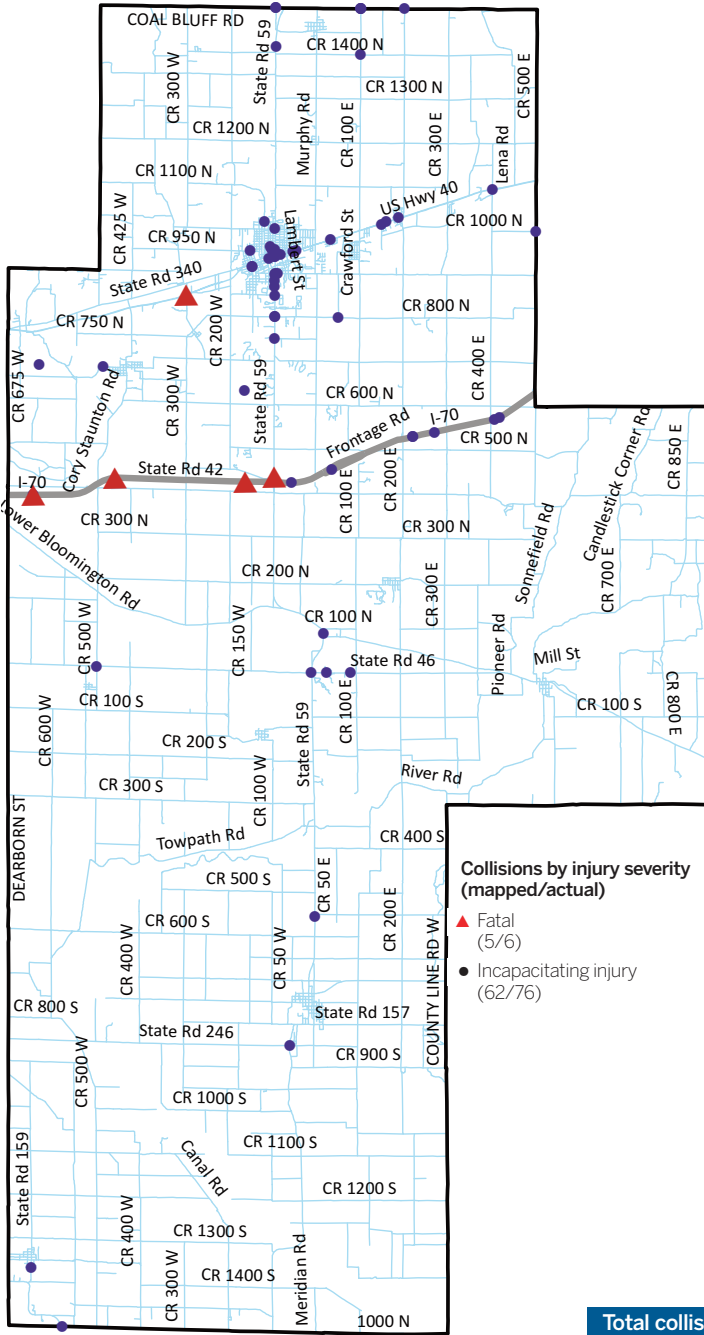 COAL BLUFF RD
State Rd 59
CR 1400 N
CR 300 W
CR 1300 N
CR 500 E
CR 1200 N
Murphy Rd
CR 100 E
CR 300 E
Lena Rd
CR 1100 N
US Hwy 40
CR 1000 N
CR 425 W
CR 950 N
Lambert St
Crawford St
State Rd 340
CR 800 N
CR 750 N
CR 200 W
CR 675 W
Cory Staunton Rd
CR 300 W
State Rd 59
CR 600 N
CR 400 E
Frontage Rd
I-70
CR 500 N
CR 200 E
CR 100 E
Candlestick Corner Rd
CR 850 E
State Rd 42
I-70
CR 300 N
CR 300 N
Sonnefield Rd
CR 700 E
Lower Bloomington Rd
CR 200 N
CR 300 E
CR 500 W
CR 150 W
CR 100 N
Pioneer Rd
Mill St
State Rd 46
CR 100 S
CR 100 E
CR 100 S
CR 800 E
CR 600 W
CR 200 S
State Rd 59
CR 300 S
CR 100 W
River Rd
DEARBORN ST
Towpath Rd
CR 400 S
CR 500 S
CR 50 E
CR 200 E
COUNTY LINE RD W
CR 600 S
CR 400 W
CR 50 W
Collisions by injury severity
(mapped/actual)
Fatal
(5/6)
Incapacitating injury
(62/76)
CR 800 S
State Rd 157
State Rd 246
CR 900 S
CR 500 W
CR 1000 S
CR 1100 S
State Rd 159
Canal Rd
CR 1200 S
CR 400 W
CR 1300 S
CR 300 W
CR 1400 S
Meridian Rd
1000 N
Total collis